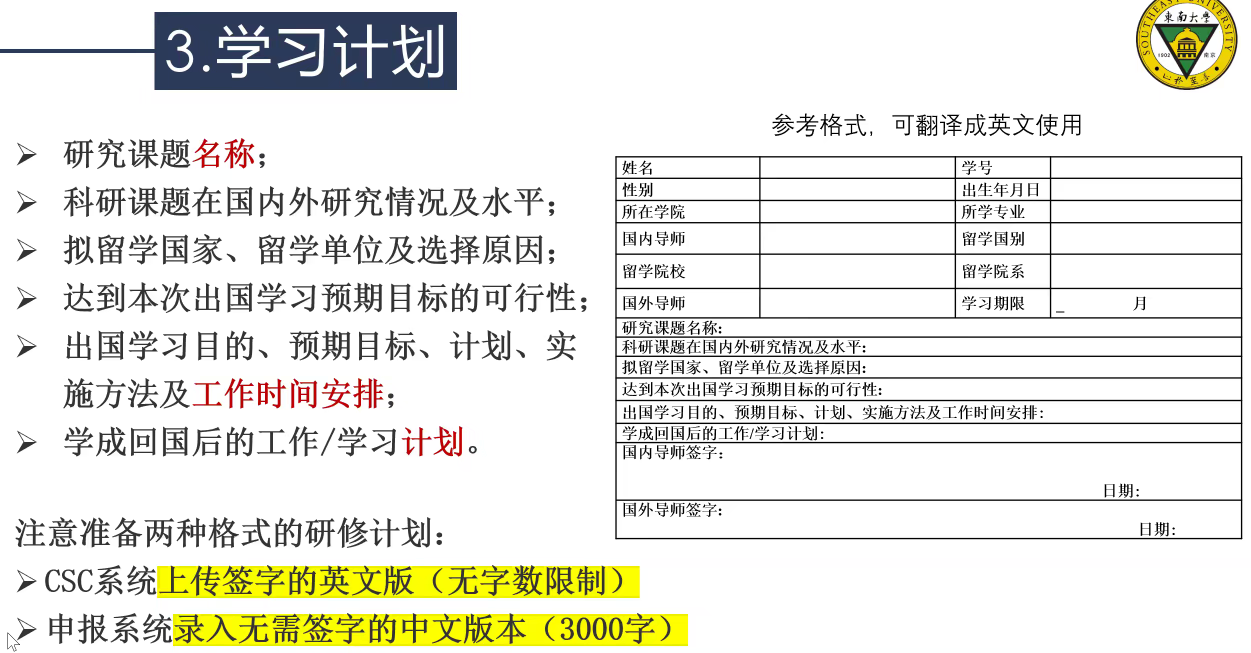 3.学习计划
SOUTHEAST UNIVERSITY
東南大學
1902 南京
参考格式，可翻译成英文使用
➢ 研究课题名称；
➢ 科研课题在国内外研究情况及水平；
➢ 拟留学国家、留学单位及选择原因；
➢ 达到本次出国学习预期目标的可行性；
➢ 出国学习目的、预期目标、计划、实
施方法及工作时间安排；
➢ 学成回国后的工作/学习计划。
注意准备两种格式的研修计划：
➢CSC系统上传签字的英文版（无字数限制）
➢申报系统录入无需签字的中文版本（3000字）
姓名 学号
性别 出生年月日
所在学院 所学专业
国内导师 留学国别
留学院校 留学院系
国外导师 学习期限 _ 月
研究课题名称：
科研课题在国内外研究情况及水平：
拟留学国家、留学单位及选择原因：
达到本次出国学习预期目标的可行性：
出国学习目的、预期目标、计划、实施方法及工作时间安排：
学成回国后的工作/学习计划：
国内导师签字：
日期：
国外导师签字：
日期：